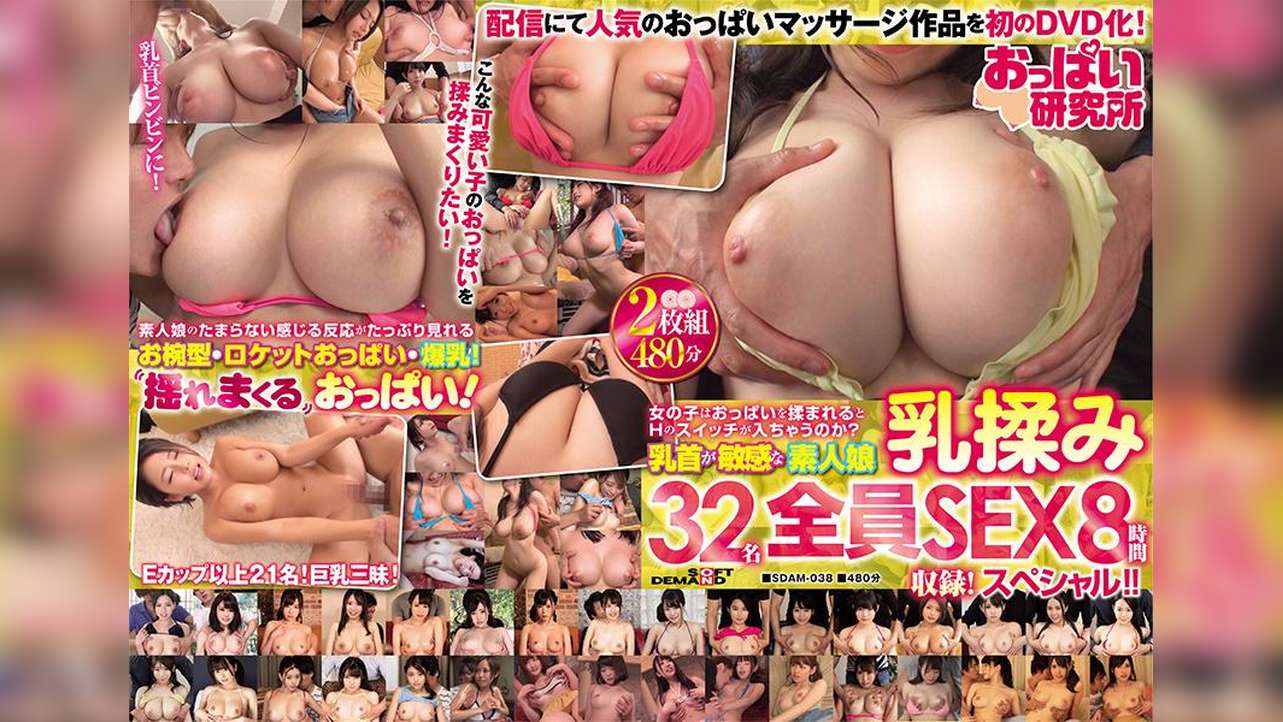 配信にて人気のおっぱいマッサージ作品を初のDVD化!
おっぱい
研究所
乳首ビンビンに!
こんな可愛い子のおっぱいを
揉みまくりたい!
素人娘のたまらない感じる反応がたっぷり見れる
お椀型・ロケットおっぱい・爆乳!
“揺れまくる„おっぱい!
2枚組
480分
女の子はおっぱいを揉まれると
Hのスイッチが入ちゃうのか?
乳首が敏感な素人娘
乳揉み
32名全員SEX8時間
収録!スペシャル!!
Eカップ以上21名!巨乳三昧!
SOFT ON DEMAND
■SDAM-038 ■480分